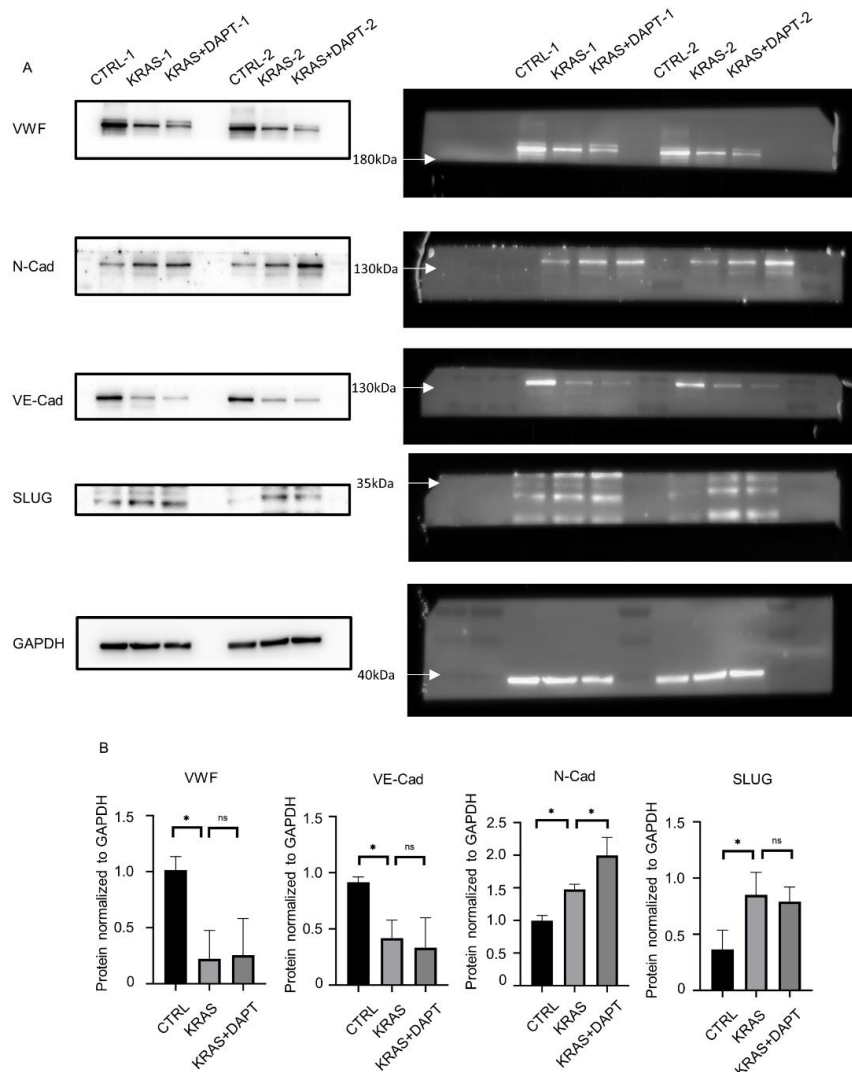 A
CTRL-1 KRAS-1 KRAS+DAPT-1 CTRL-2 KRAS-2 KRAS+DAPT-2
CTRL-1 KRAS-1 KRAS+DAPT-1 CTRL-2 KRAS-2 KRAS+DAPT-2
VWF
180kDa
N-Cad
130kDa
VE-Cad
130kDa
SLUG
35kDa
GAPDH
40kDa
B
VWF
Protein normalized to GAPDH
1.5
1.0
0.5
0.0
* ns
CTRL KRAS KRAS+DAPT
VE-Cad
Protein normalized to GAPDH
1.5
1.0
0.5
0.0
* ns
CTRL KRAS KRAS+DAPT
N-Cad
Protein normalized to GAPDH
2.5
2.0
1.5
1.0
0.5
0.0
* *
CTRL KRAS KRAS+DAPT
SLUG
Protein normalized to GAPDH
1.5
1.0
0.5
0.0
* ns
CTRL KRAS KRAS+DAPT